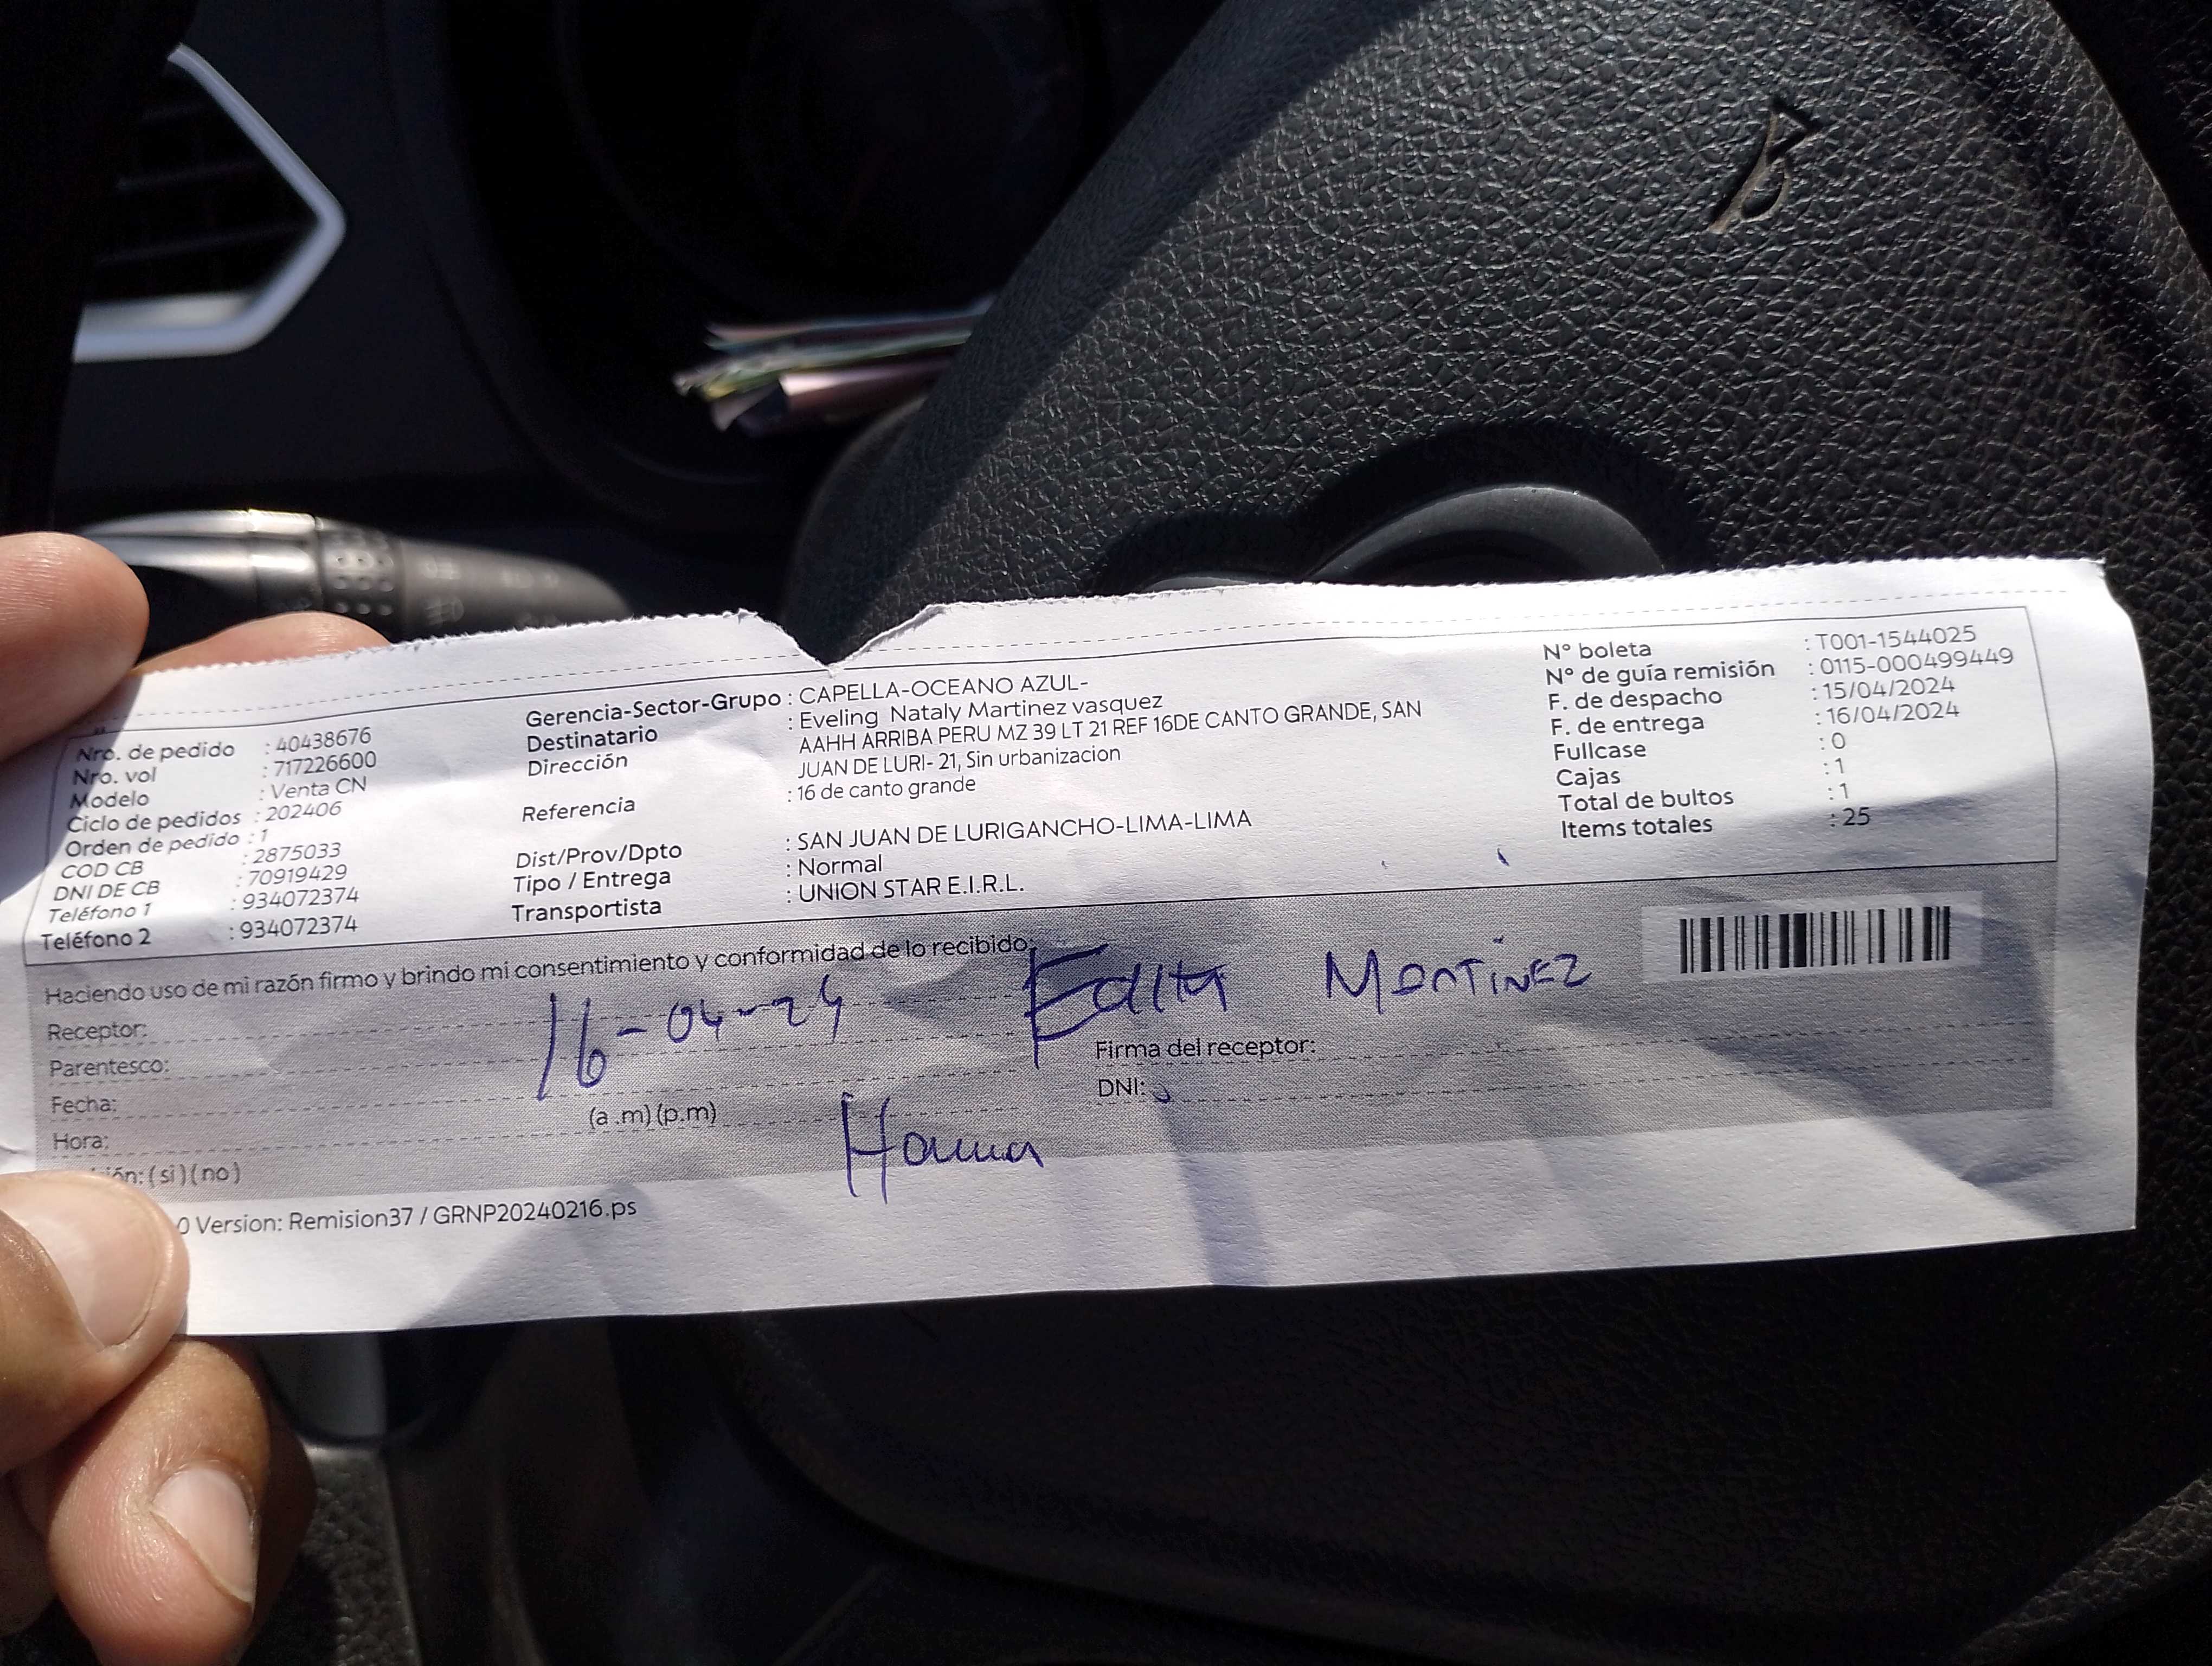 Nro. de pedido : 40438676
Nro. vol : 717226600
Modelo : Venta CN
Ciclo de pedidos : 202406
Orden de pedido : 1
COD CB : 2875033
DNI DE CB : 70919429
Teléfono 1 : 934072374
Teléfono 2 : 934072374
Gerencia-Sector-Grupo : CAPELLA-OCEANO AZUL-
Destinatario : Eveling Nataly Martinez vasquez
Dirección AAHH ARRIBA PERU MZ 39 LT 21 REF 16DE CANTO GRANDE, SAN
JUAN DE LURI- 21, Sin urbanizacion
Referencia : 16 de canto grande
Dist/Prov/Dpto : SAN JUAN DE LURIGANCHO-LIMA-LIMA
Tipo / Entrega : Normal
Transportista : UNION STAR E.I.R.L.
N° boleta : T001-1544025
N° de guía remisión : 0115-000499449
F. de despacho : 15/04/2024
F. de entrega : 16/04/2024
Fullcase : 0
Cajas : 1
Total de bultos : 1
Items totales : 25
Haciendo uso de mi razón firmo y brindo mi consentimiento y conformidad de lo recibido:
Receptor: 16-04-24 MARTINEZ
Parentesco:
Firma del receptor:
Fecha:
DNI:
Hora: (a .m) (p.m)
ión: (si) (no)
0 Version: Remision37 / GRNP20240216.ps